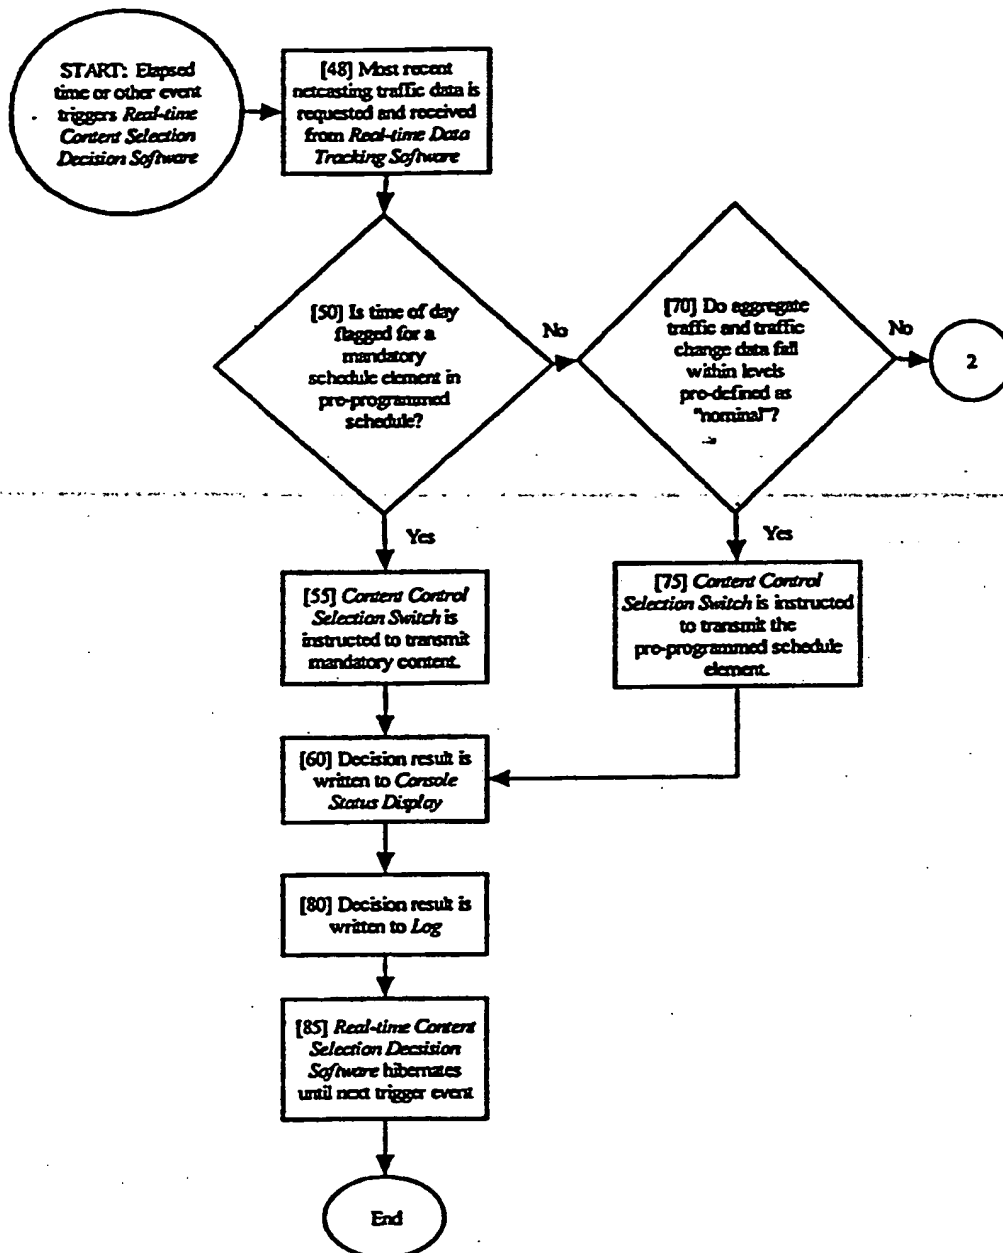 START: Elapsed
time or other event
triggers Real-time
Content Selection
Decision Software
[48] Most recent
netcasting traffic data is
requested and received
from Real-time Data
Tracking Software
[50] Is time of day
flagged for a
mandatory
schedule element in
pre-programmed
schedule?
No
[70] Do aggregate
traffic and traffic
change data fall
within levels
pre-defined as
"nominal"?
No
2
Yes
Yes
[55] Content Control
Selection Switch is
instructed to transmit
mandatory content.
[75] Content Control
Selection Switch is instructed
to transmit the
pre-programmed schedule
element.
[60] Decision result is
written to Console
Status Display
[80] Decision result is
written to Log
[85] Real-time Content
Selection Decsision
Software hibernates
until next trigger event
End